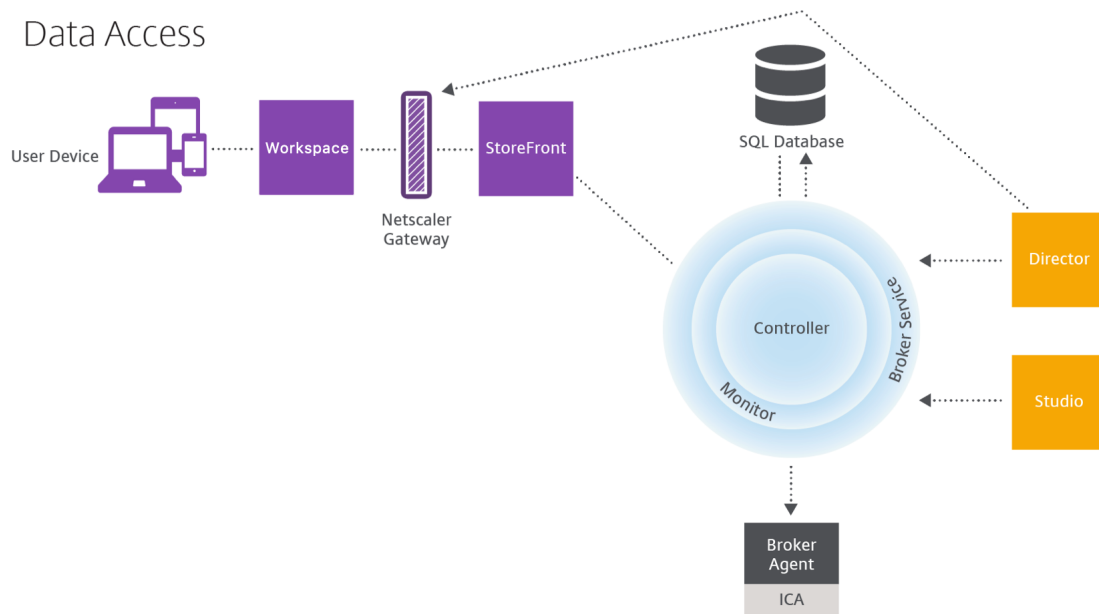 Data Access
User Device
Workspace
Netscaler
Gateway
StoreFront
SQL Database
Controller
Monitor
Broker Service
Director
Studio
Broker
Agent
ICA